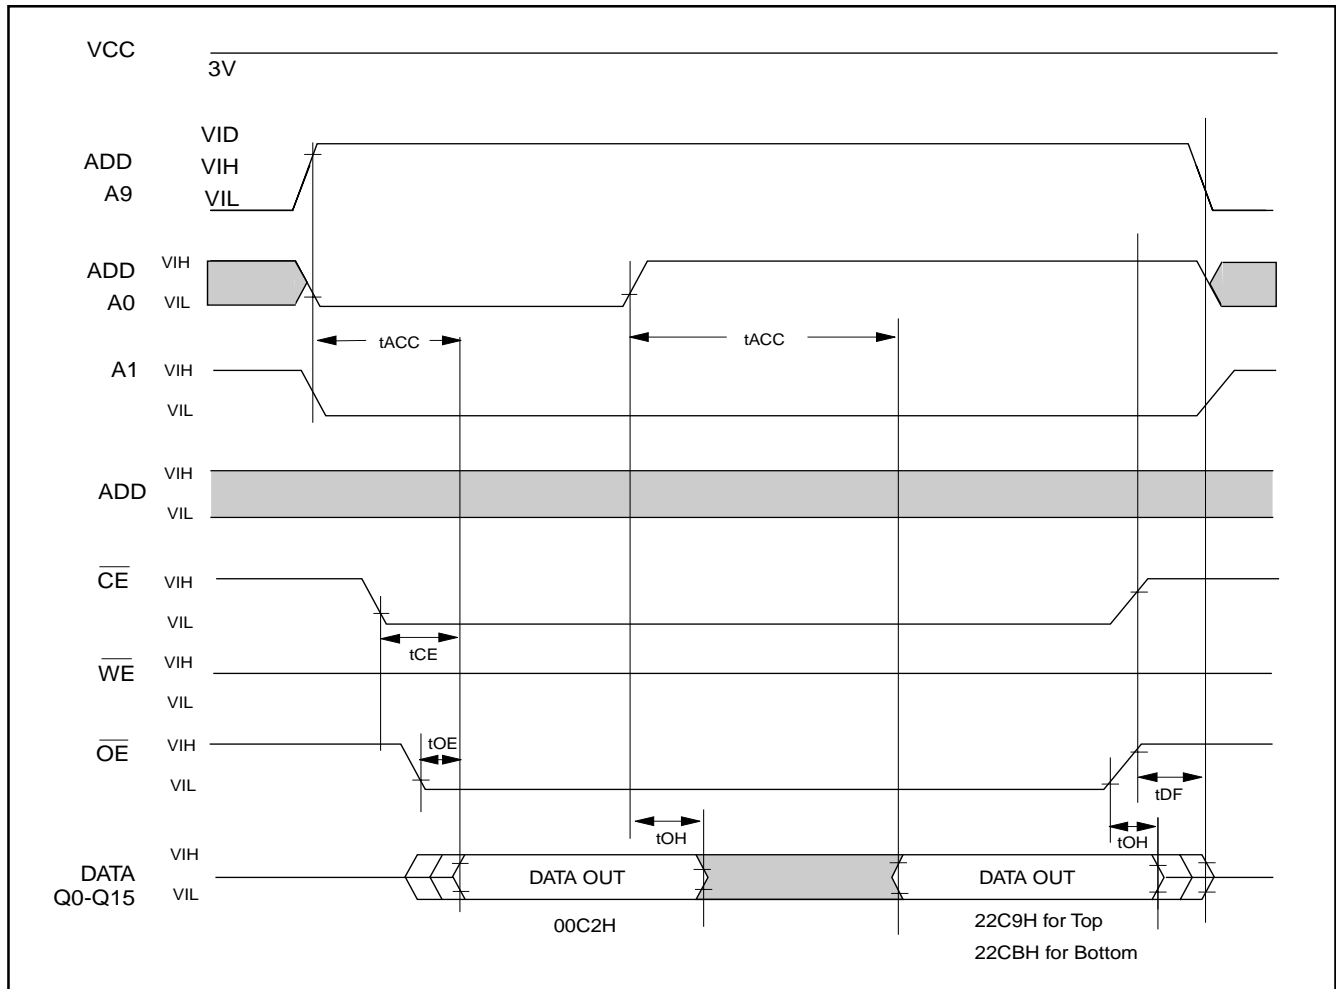 VCC
3V
VID
ADD
VIH
A9
VIL
ADD
VIH
A0
VIL
tACC
tACC
A1
VIH
VIL
ADD
VIH
VIL
CE
VIH
VIL
tCE
WE
VIH
VIL
OE
VIH
tOE
VIL
tDF
tOH
tOH
VIH
DATA
Q0-Q15
VIL
DATA OUT
DATA OUT
00C2H
22C9H for Top
22CBH for Bottom